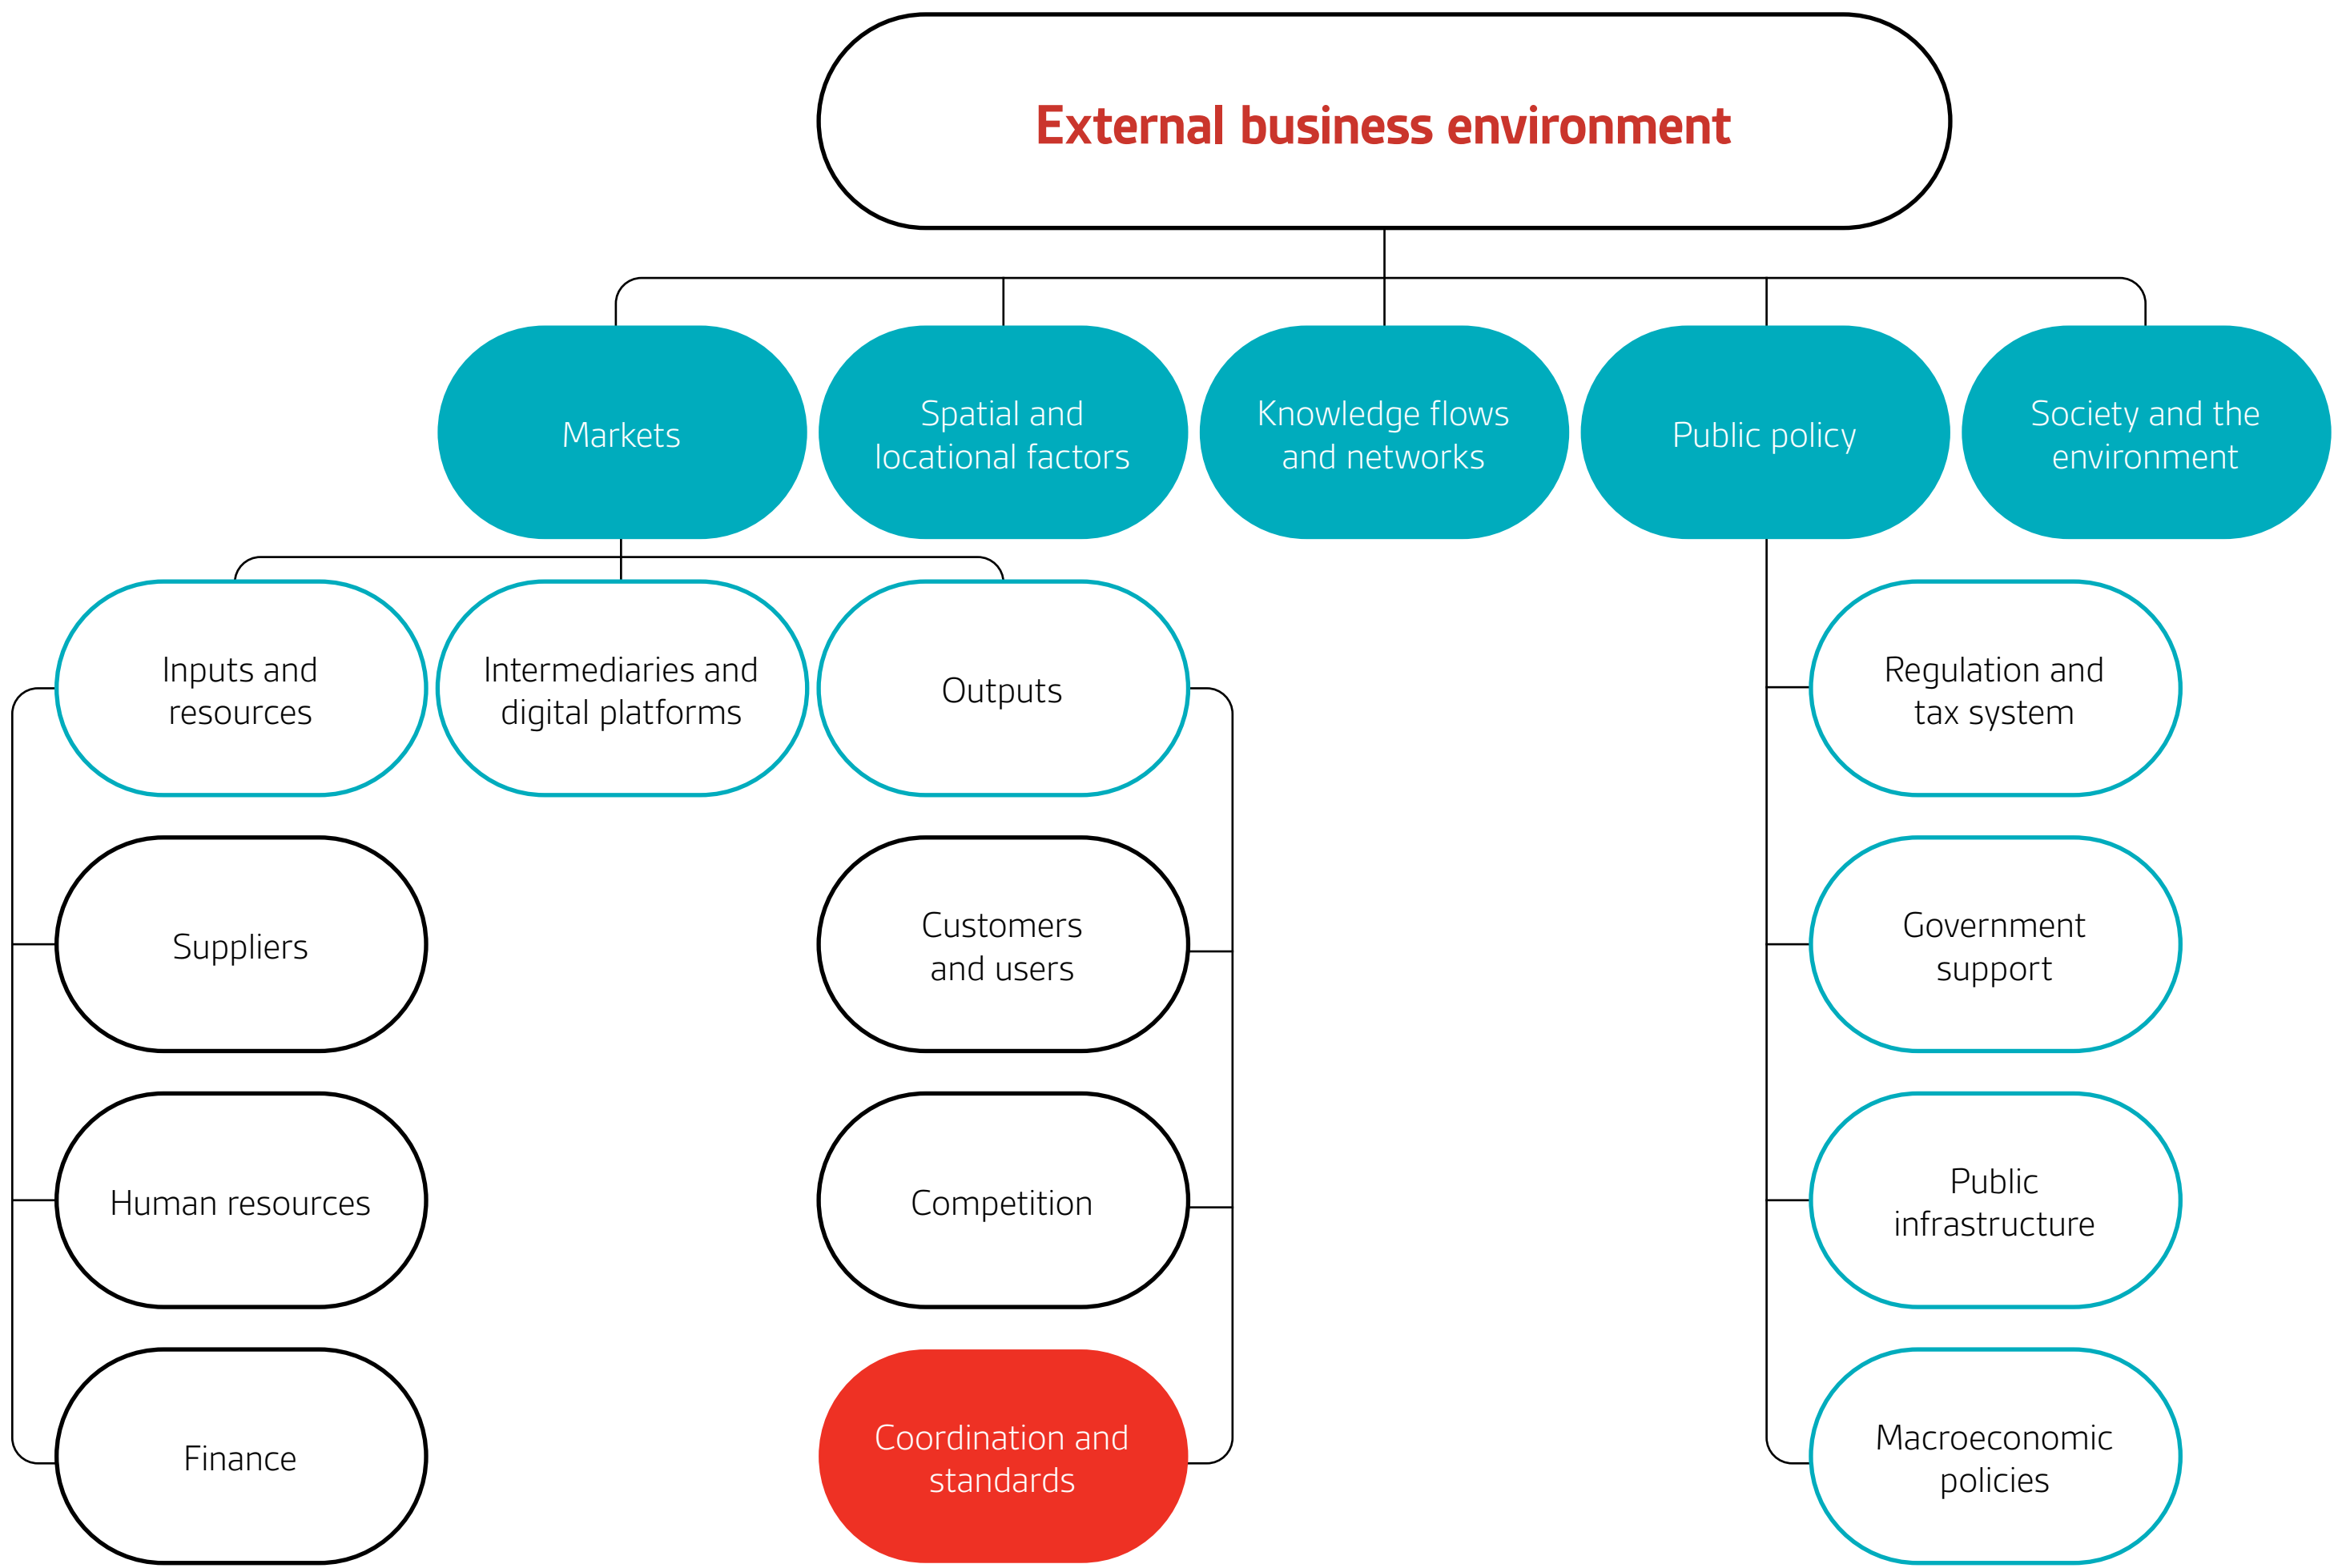 External business environment
Markets
Spatial and
locational factors
Knowledge flows
and networks
Public policy
Society and the
environment
Inputs and
resources
Intermediaries and
digital platforms
Outputs
Regulation and
tax system
Suppliers
Customers
and users
Government
support
Human resources
Competition
Public
infrastructure
Finance
Coordination and
standards
Macroeconomic
policies